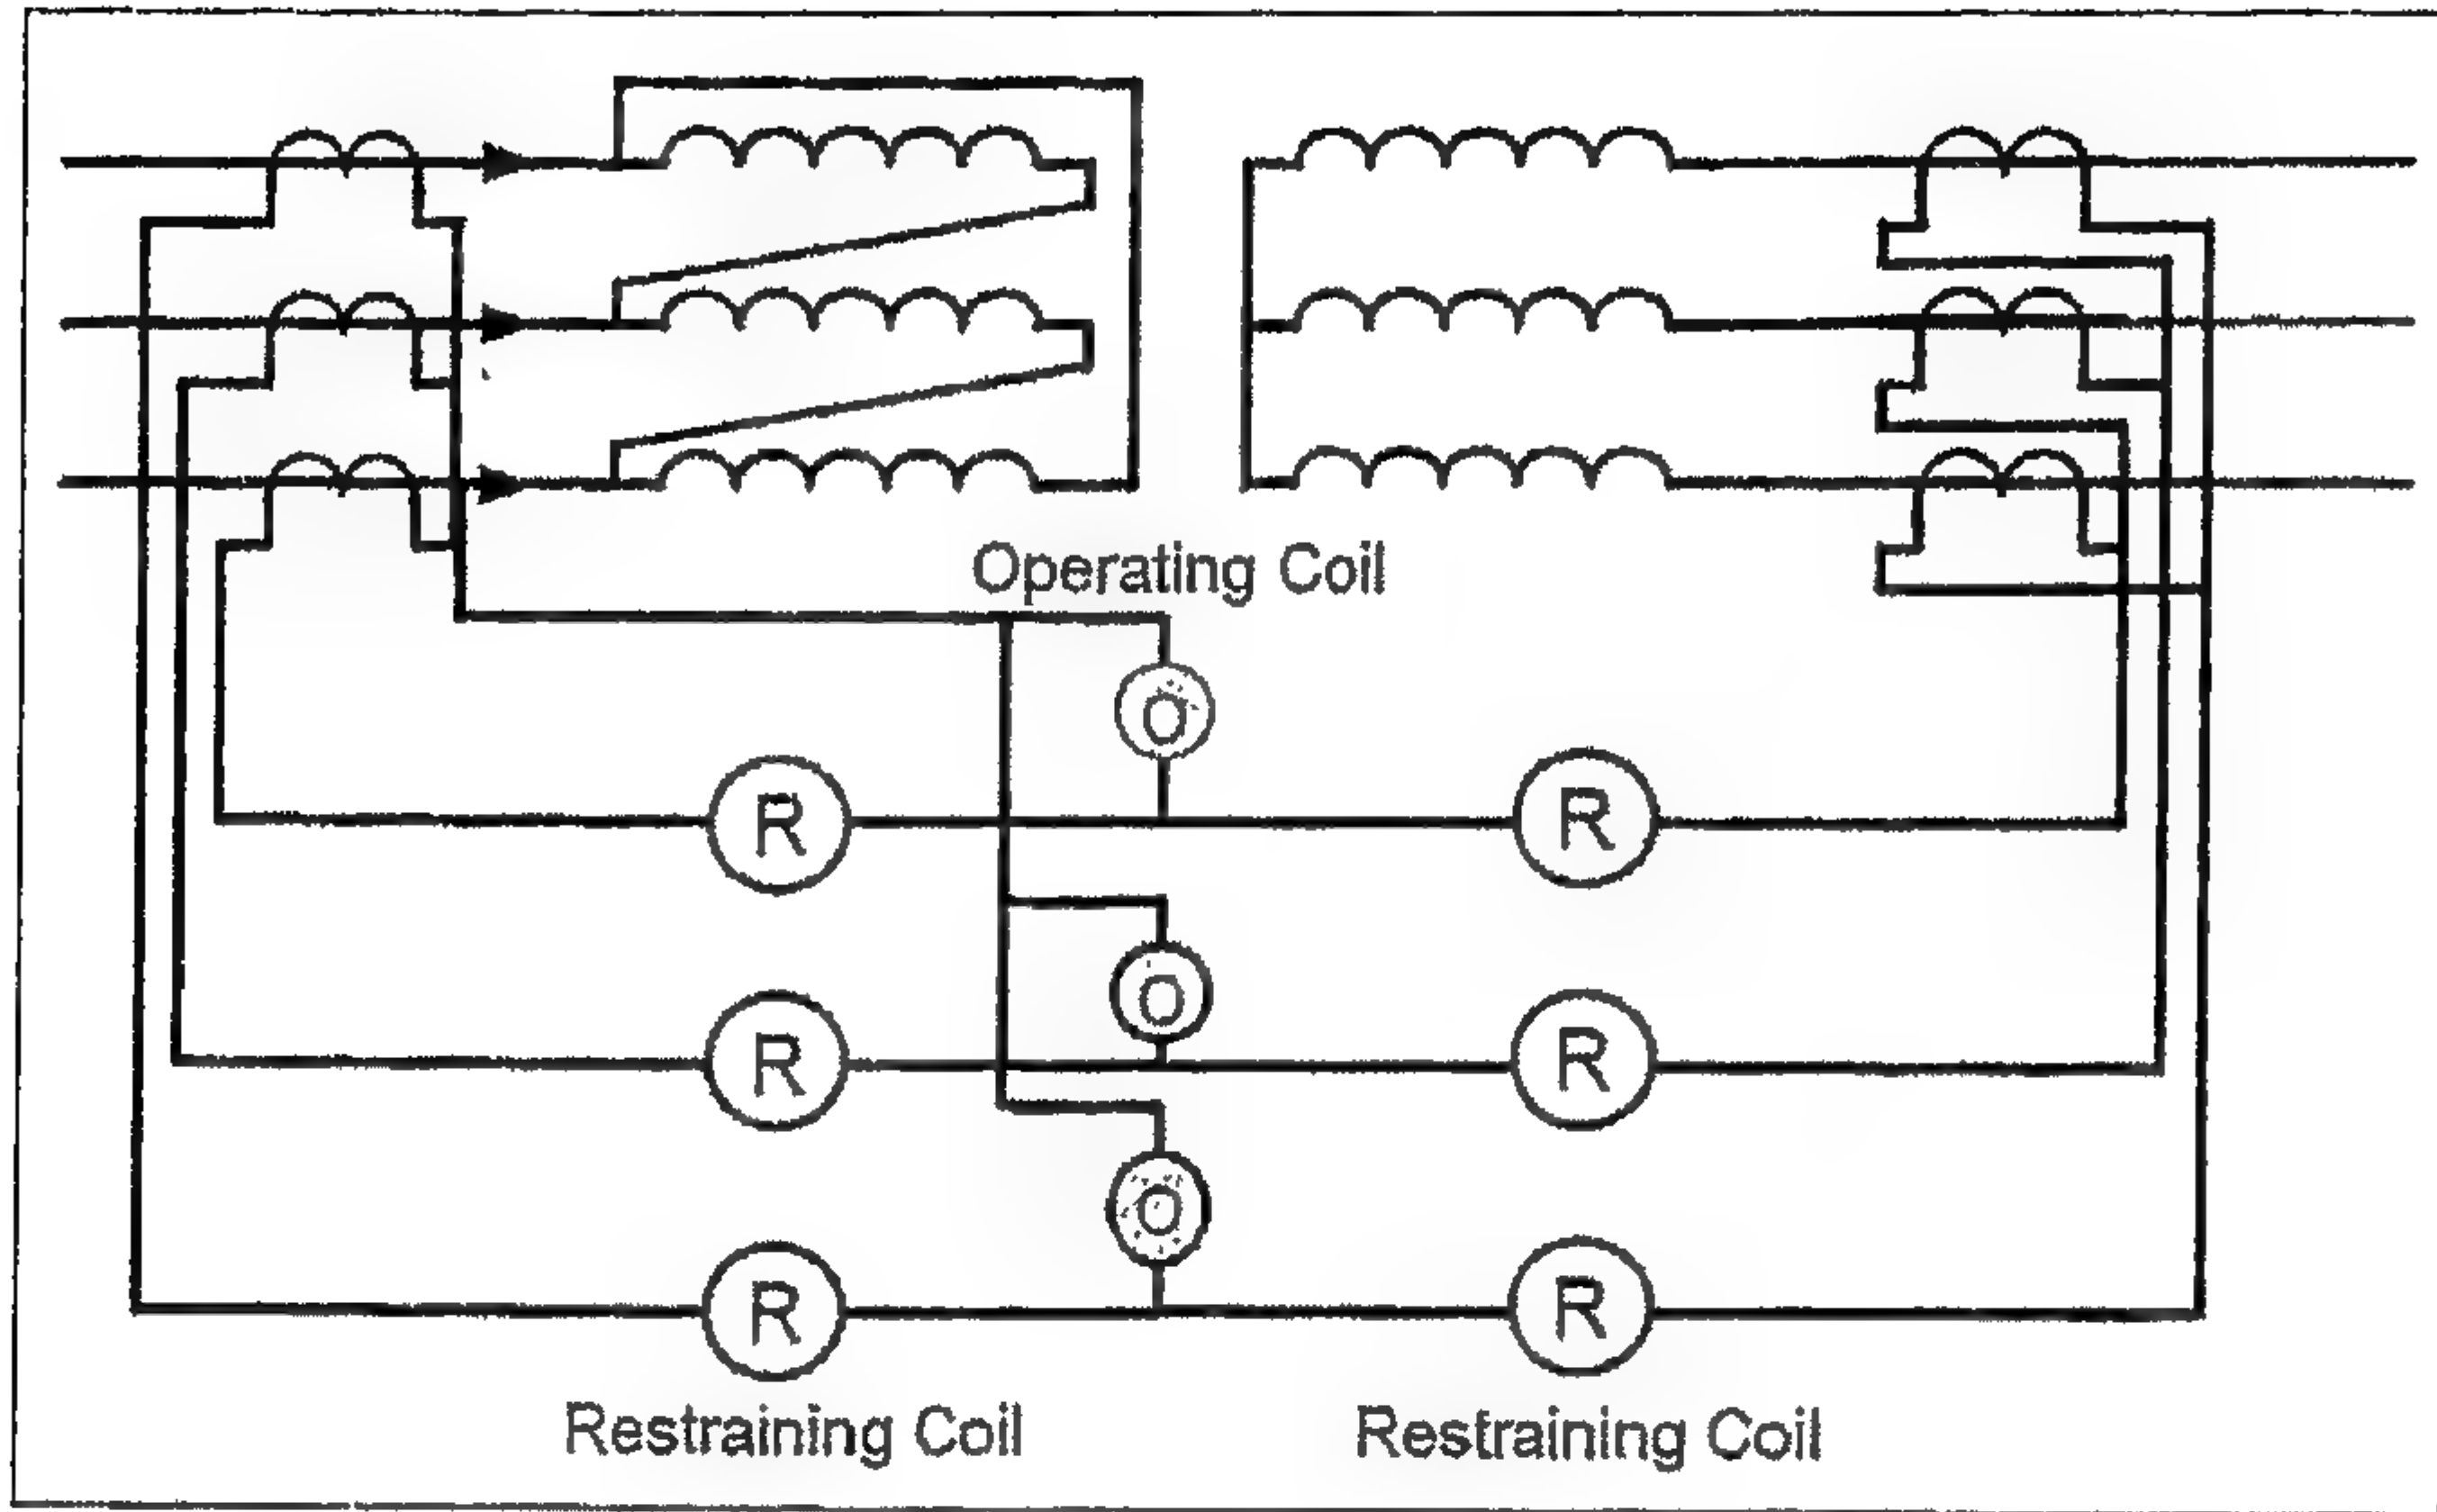 Operating Coil
O
R R
O
R R
O
R R
Restraining Coil Restraining Coil